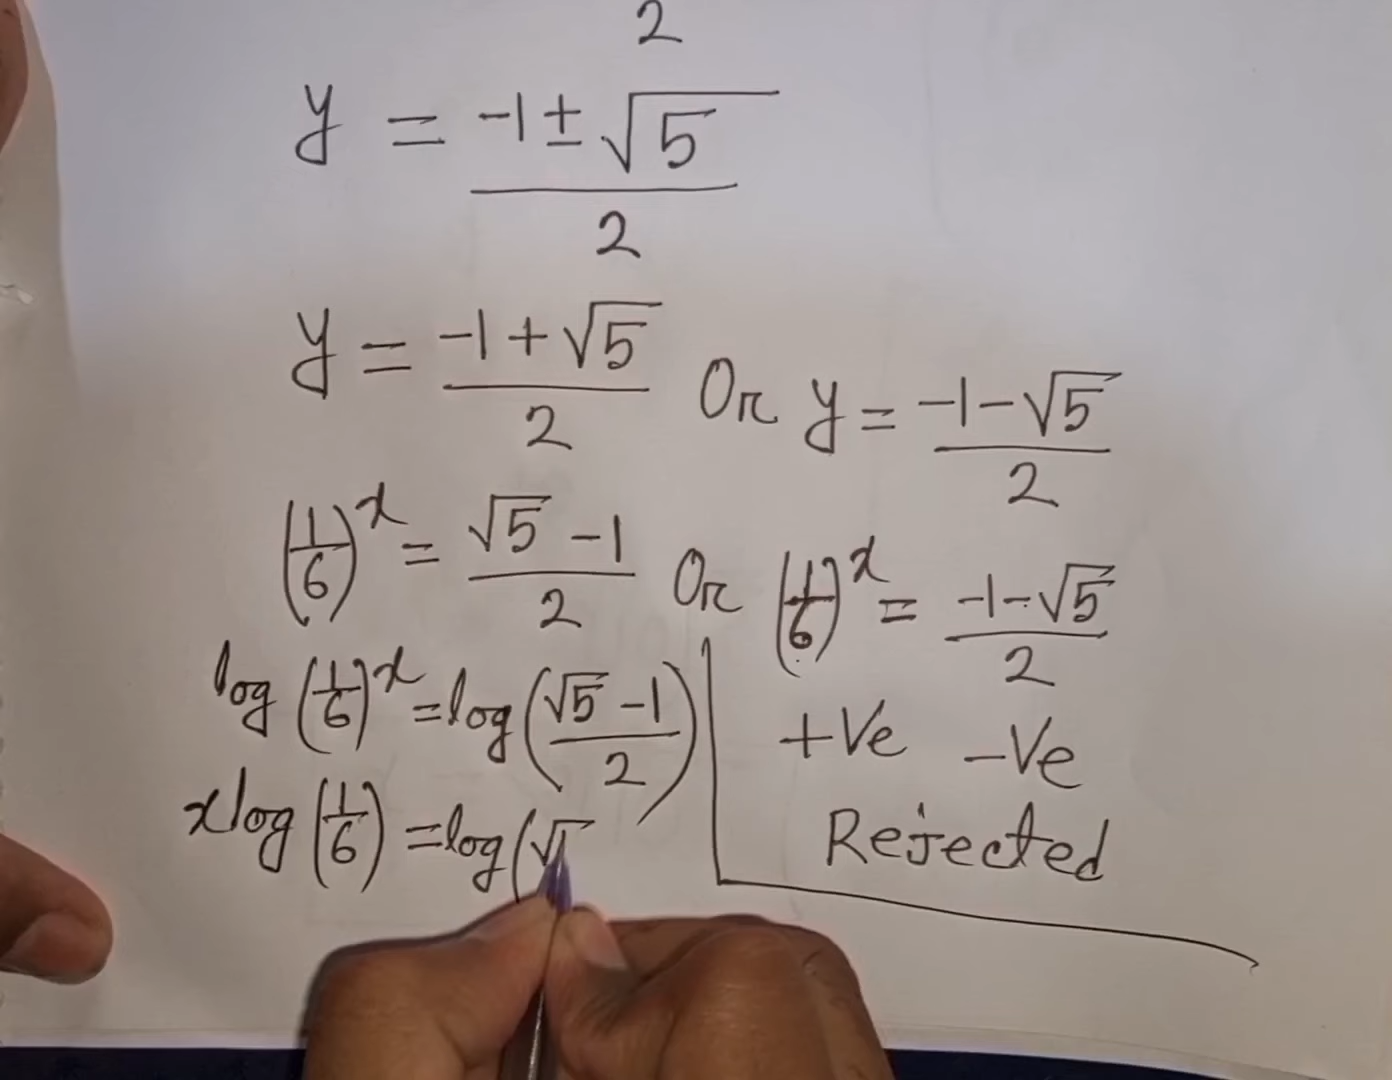 2
y = (-1 ± √5)/2
y = (-1 + √5)/2 Or y = (-1 - √5)/2
(1/6)^x = (√5 - 1)/2 Or (1/6)^x = (-1 - √5)/2
log (1/6)^x = log ((√5 - 1)/2)
+Ve -Ve
x log (1/6) = log (√
Rejected